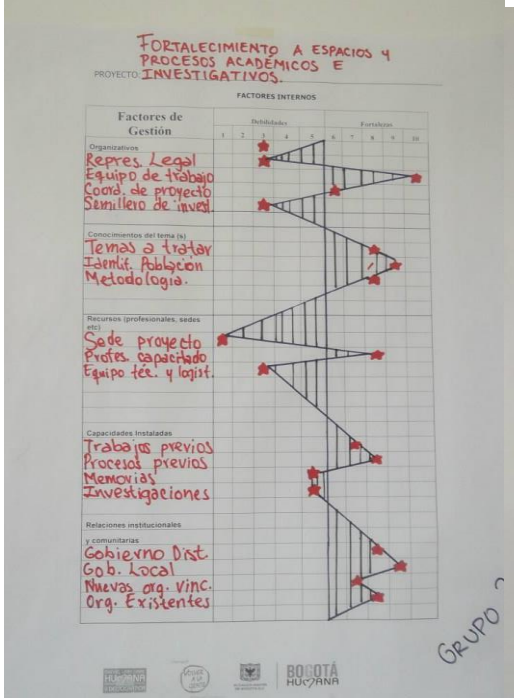 FORTALECIMIENTO A ESPACIOS Y
PROCESOS ACADÉMICOS E
PROYECTO: INVESTIGATIVOS.
FACTORES INTERNOS
Factores de Gestión
Debilidades
Fortalezas
1 2 3 4 5 6 7 8 9 10
Organizativos
Repres. Legal
Equipo de trabajo
Coord. de proyecto
Semillero de invest.
Conocimientos del tema (s)
Temas a tratar
Identif. Población
Metodología.
Recursos (profesionales, sedes
etc)
Sede proyecto
Profes. capacitado
Equipo téc. y logist.
Capacidades Instaladas
Trabajos previos
Procesos previos
Memorias
Investigaciones
Relaciones institucionales
y comunitarias
Gobierno Dist.
Gob. Local
Nuevas org. vinc.
Org. Existentes
GRUPO
BOGOTÁ
HUMANA